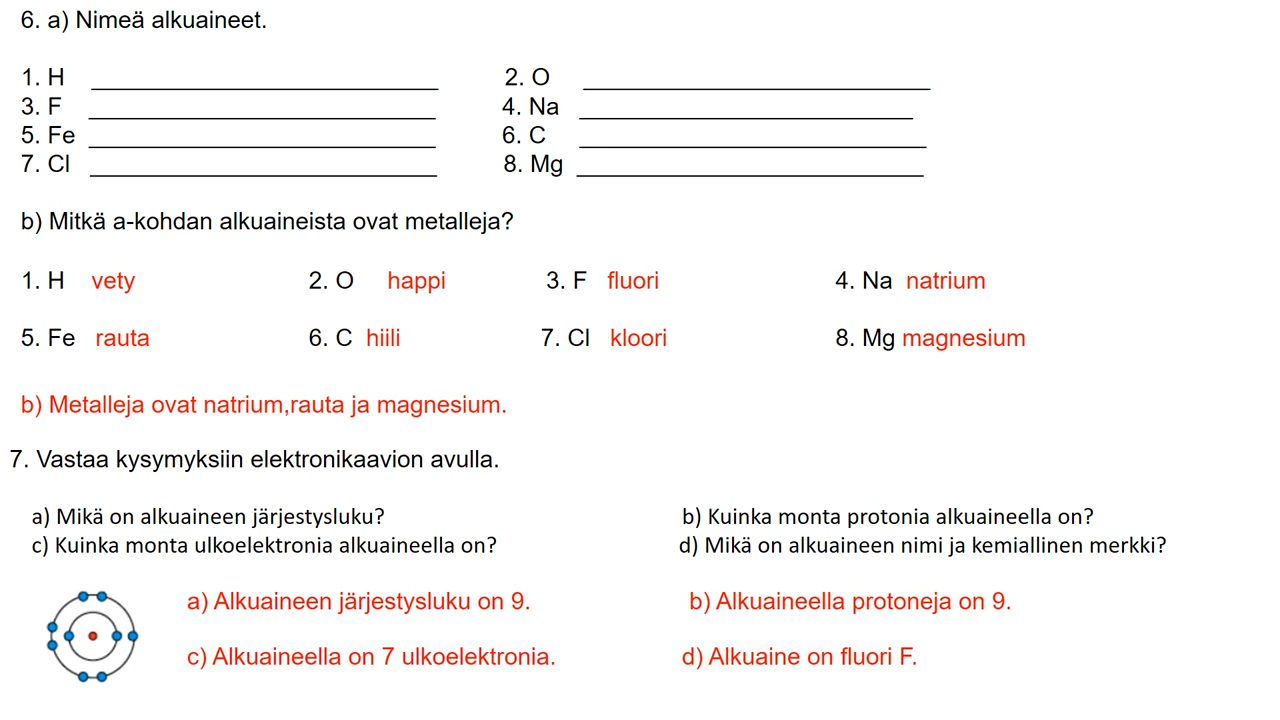 6. a) Nimeä alkuaineet.
1. H 2. O
3. F 4. Na
5. Fe 6. C
7. Cl 8. Mg
b) Mitkä a-kohdan alkuaineista ovat metalleja?
1. H vety 2. O happi 3. F fluori 4. Na natrium
5. Fe rauta 6. C hiili 7. Cl kloori 8. Mg magnesium
b) Metalleja ovat natrium,rauta ja magnesium.
7. Vastaa kysymyksiin elektronikaavion avulla.
a) Mikä on alkuaineen järjestysluku? b) Kuinka monta protonia alkuaineella on?
c) Kuinka monta ulkoelektronia alkuaineella on? d) Mikä on alkuaineen nimi ja kemiallinen merkki?
a) Alkuaineen järjestysluku on 9. b) Alkuaineella protoneja on 9.
c) Alkuaineella on 7 ulkoelektronia. d) Alkuaine on fluori F.